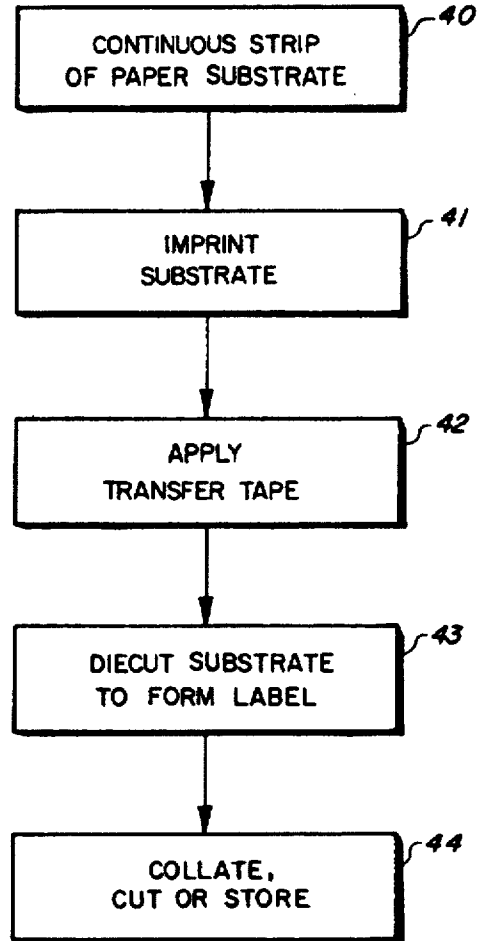 40
CONTINUOUS STRIP
OF PAPER SUBSTRATE
41
IMPRINT
SUBSTRATE
42
APPLY
TRANSFER TAPE
43
DIECUT SUBSTRATE
TO FORM LABEL
44
COLLATE,
CUT OR STORE